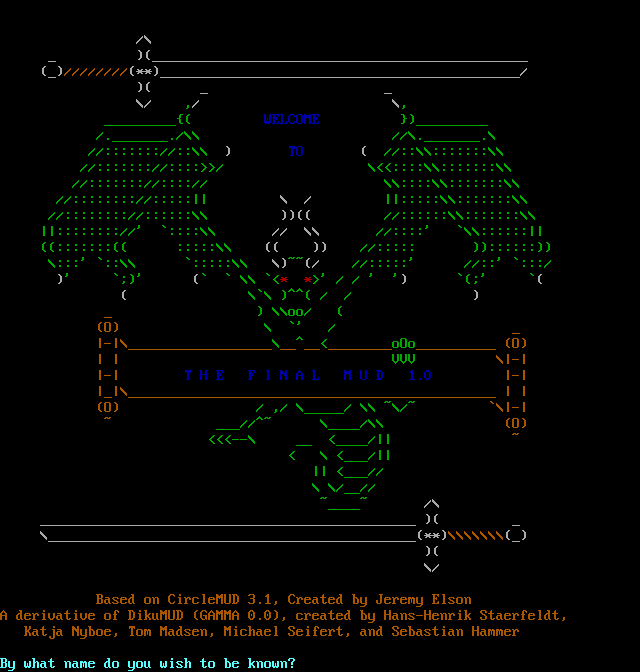 WELCOME
TO
THE FINAL MUD 1.0
Based on CircleMUD 3.1, Created by Jeremy Elson
A derivative of DikuMUD (GAMMA 0.0), created by Hans-Henrik Staerfeldt,
Katja Nyboe, Tom Madsen, Michael Seifert, and Sebastian Hammer
By what name do you wish to be known?